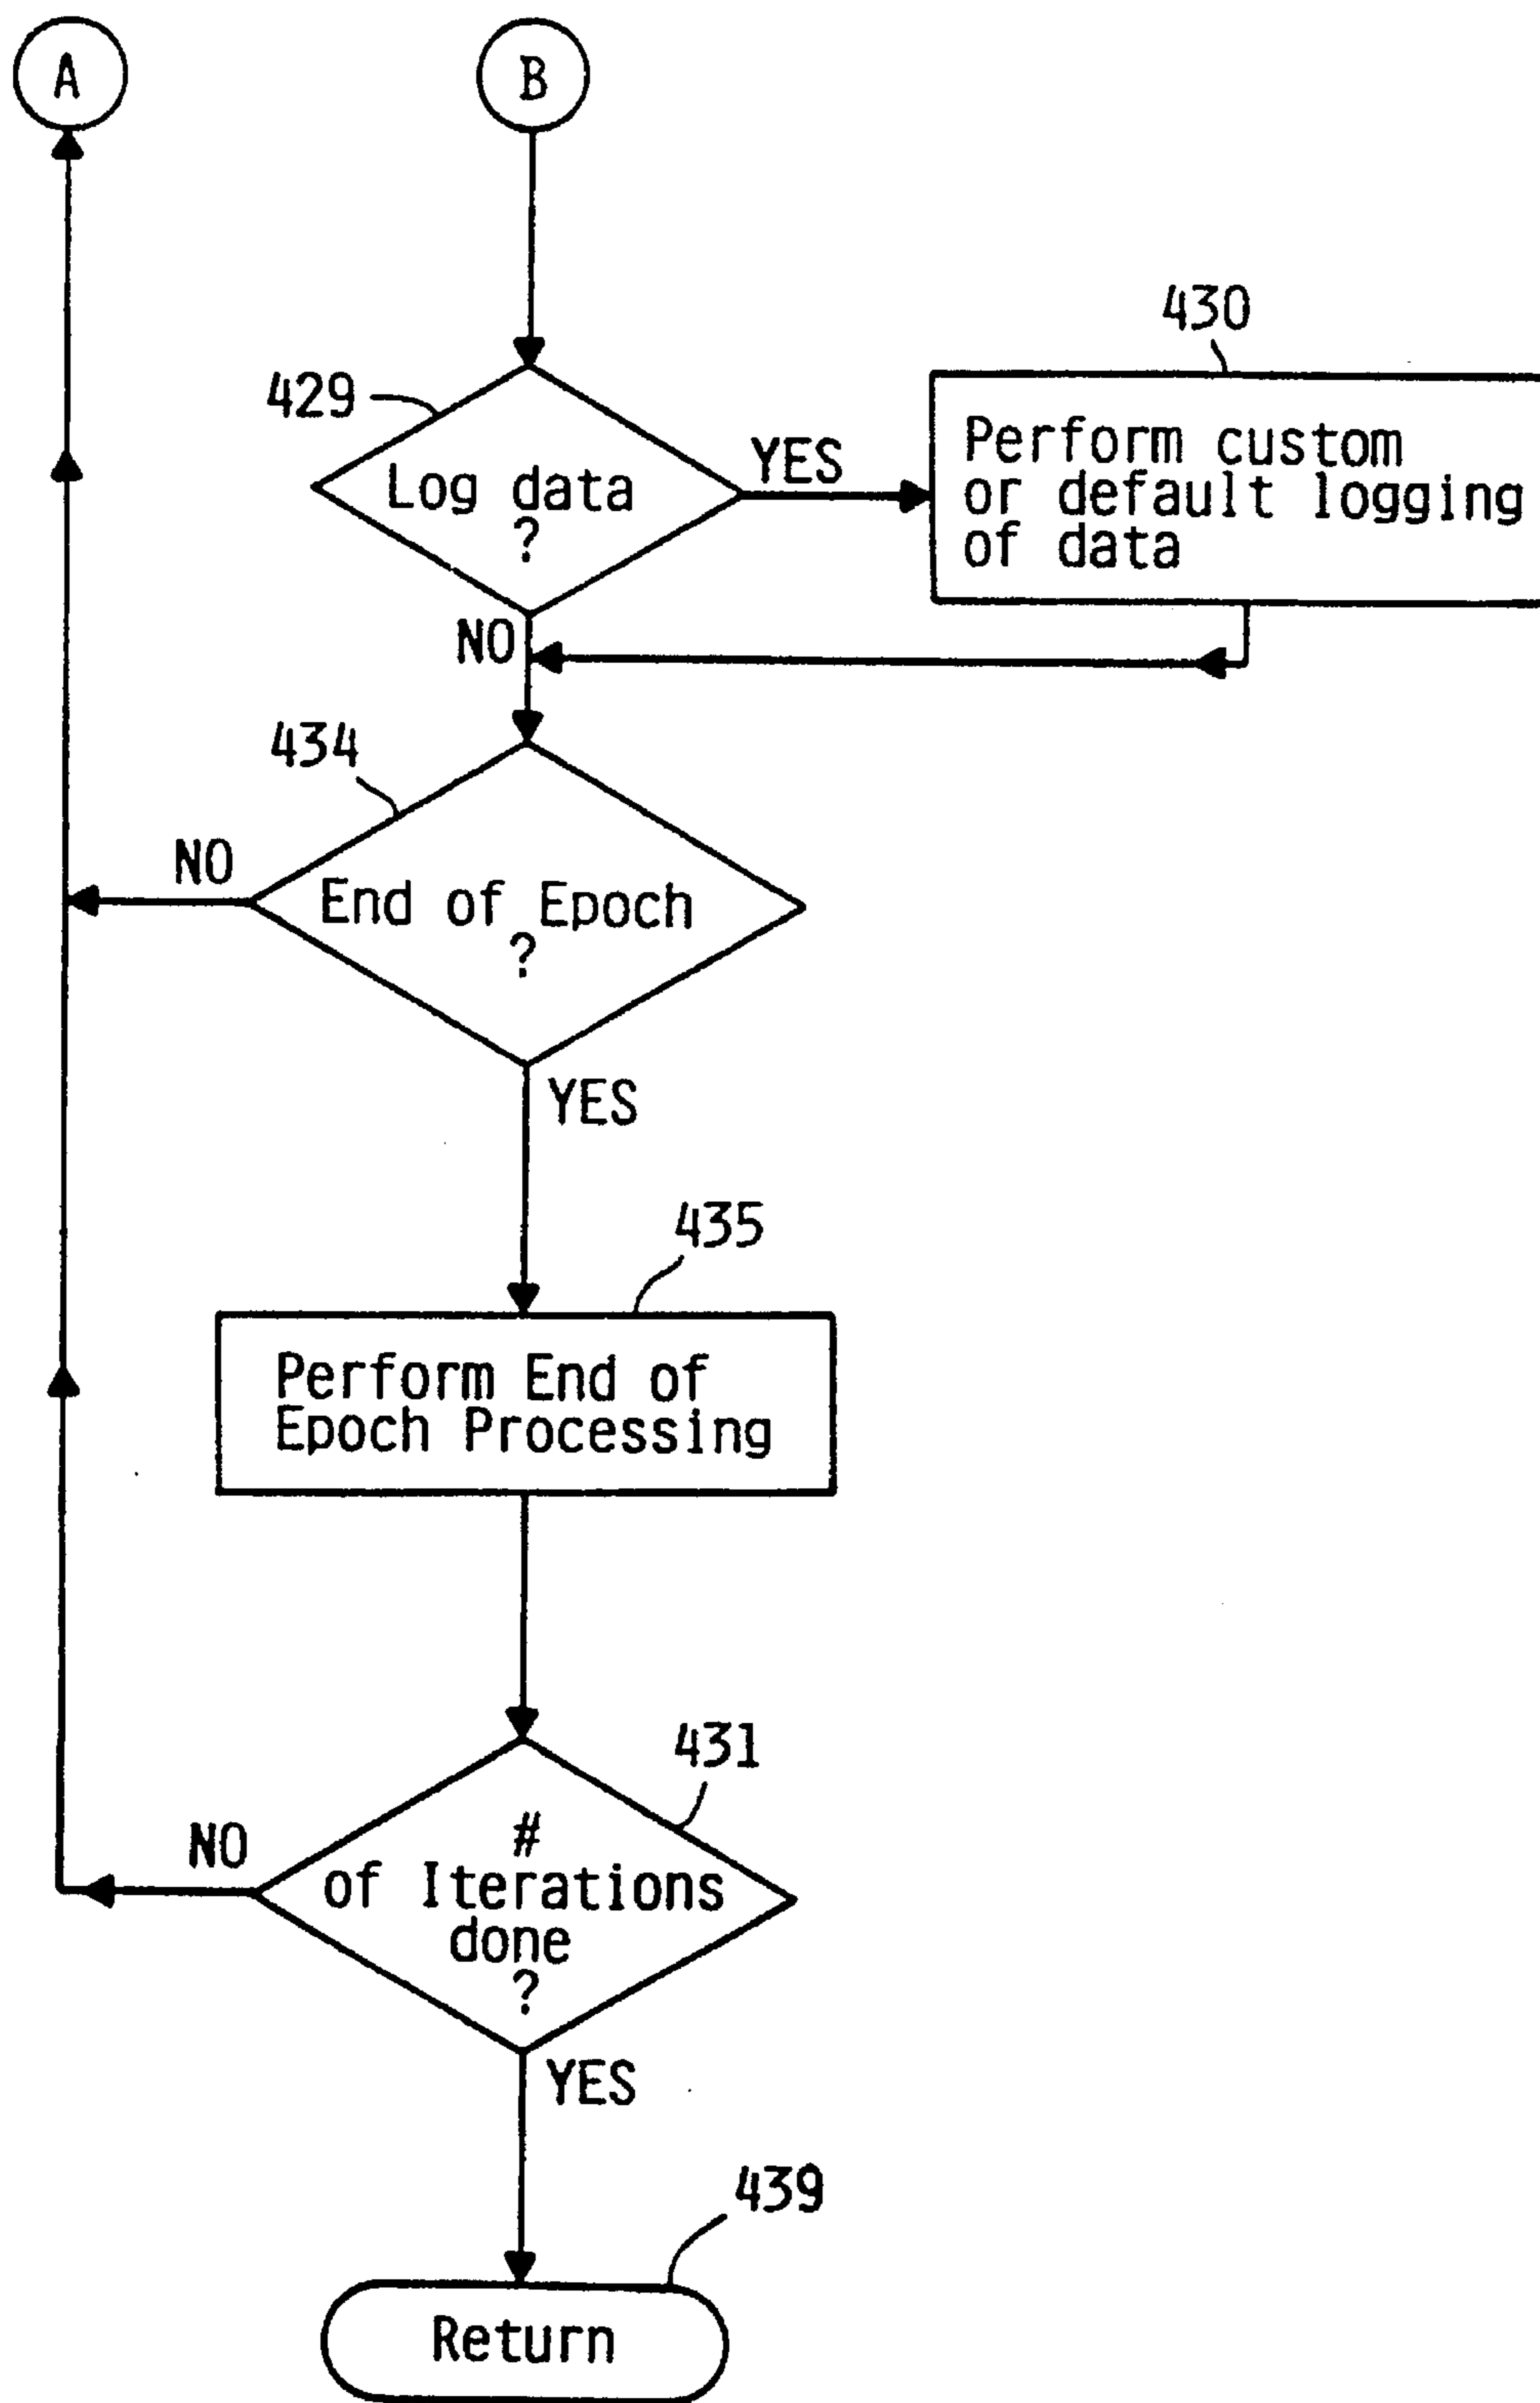 A
B
430
429
Perform custom
or default logging
of data
YES
Log data
?
NO
434
NO
End of Epoch
?
YES
435
Perform End of
Epoch Processing
431
NO
#
of Iterations
done
?
YES
439
Return